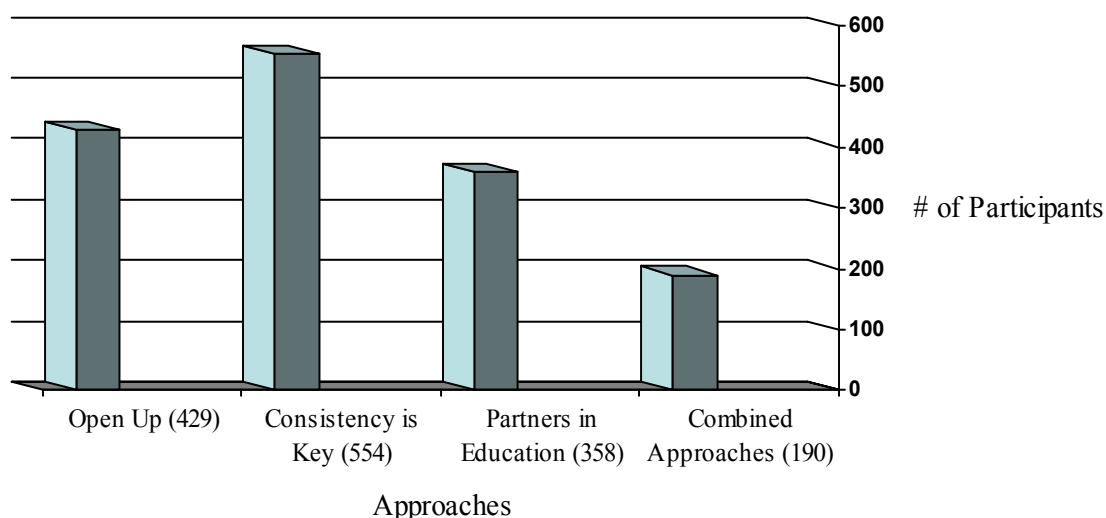 600
500
400
300
200
100
0
# of Participants
Open Up (429)
Consistency is
Key (554)
Partners in
Education (358)
Combined
Approaches (190)
Approaches